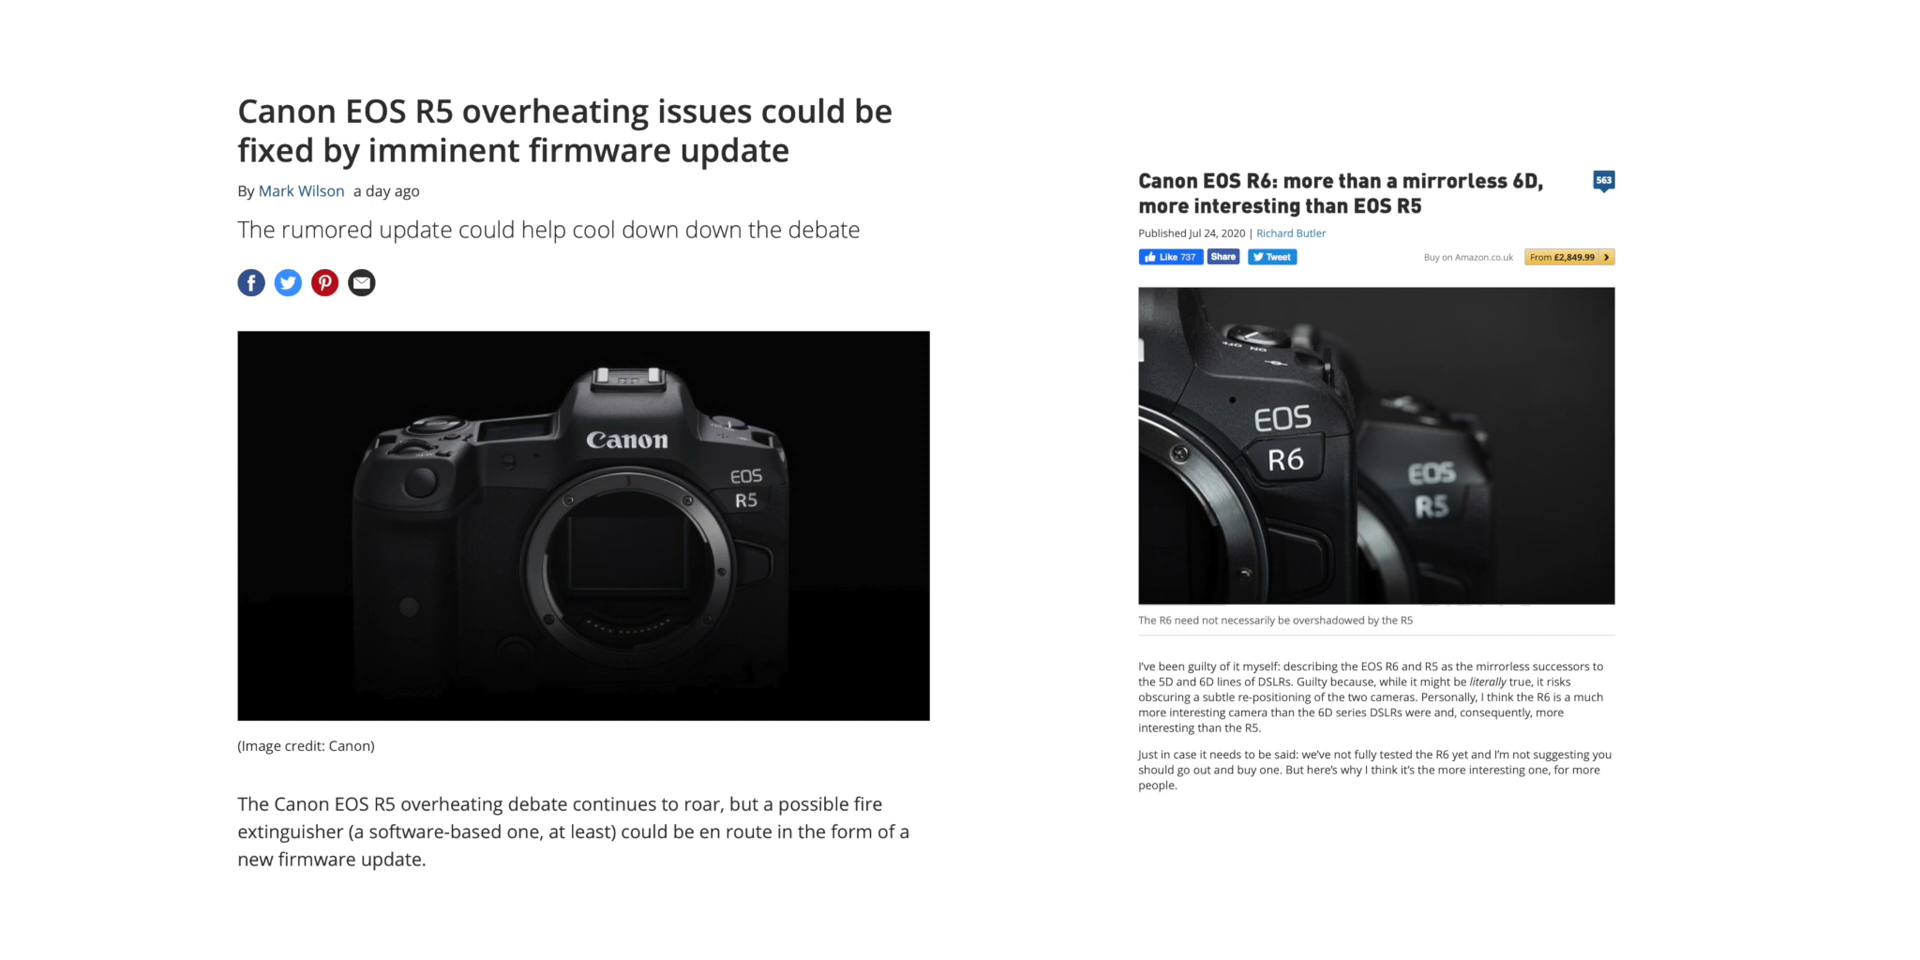 Canon EOS R5 overheating issues could be
fixed by imminent firmware update
By Mark Wilson a day ago
The rumored update could help cool down down the debate
Canon
EOS
R5
(Image credit: Canon)
The Canon EOS R5 overheating debate continues to roar, but a possible fire
extinguisher (a software-based one, at least) could be en route in the form of a
new firmware update.
Canon EOS R6: more than a mirrorless 6D,
more interesting than EOS R5
563
Published Jul 24, 2020 | Richard Butler
Like 737 Share Tweet
Buy on Amazon.co.uk From £2,849.99
OFF ON
EOS
R6
EOS
R5
The R6 need not necessarily be overshadowed by the R5
I've been guilty of it myself: describing the EOS R6 and R5 as the mirrorless successors to
the 5D and 6D lines of DSLRs. Guilty because, while it might be literally true, it risks
obscuring a subtle re-positioning of the two cameras. Personally, I think the R6 is a much
more interesting camera than the 6D series DSLRs were and, consequently, more
interesting than the R5.
Just in case it needs to be said: we've not fully tested the R6 yet and I'm not suggesting you
should go out and buy one. But here's why I think it's the more interesting one, for more
people.